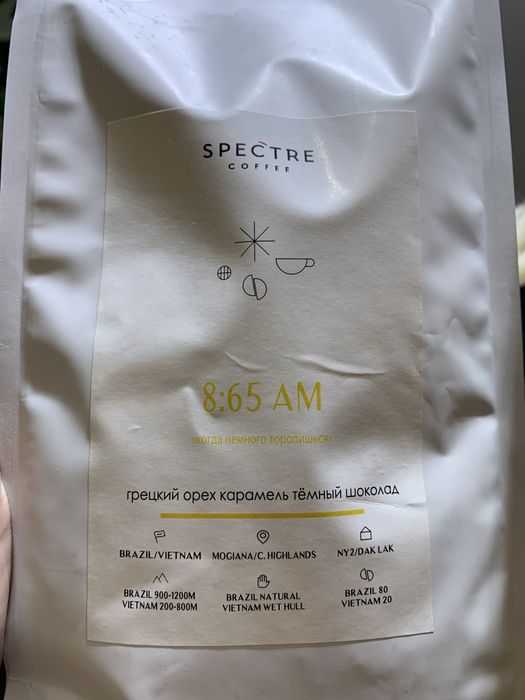 SPECTRE
COFFEE
8:65 AM
«когда немного торопишься»
грецкий орех карамель тёмный шоколад
BRAZIL/VIETNAM
MOGIANA/C. HIGHLANDS
NY2/DAK LAK
BRAZIL 900-1200M
VIETNAM 200-800M
BRAZIL NATURAL
VIETNAM WET HULL
BRAZIL 80
VIETNAM 20